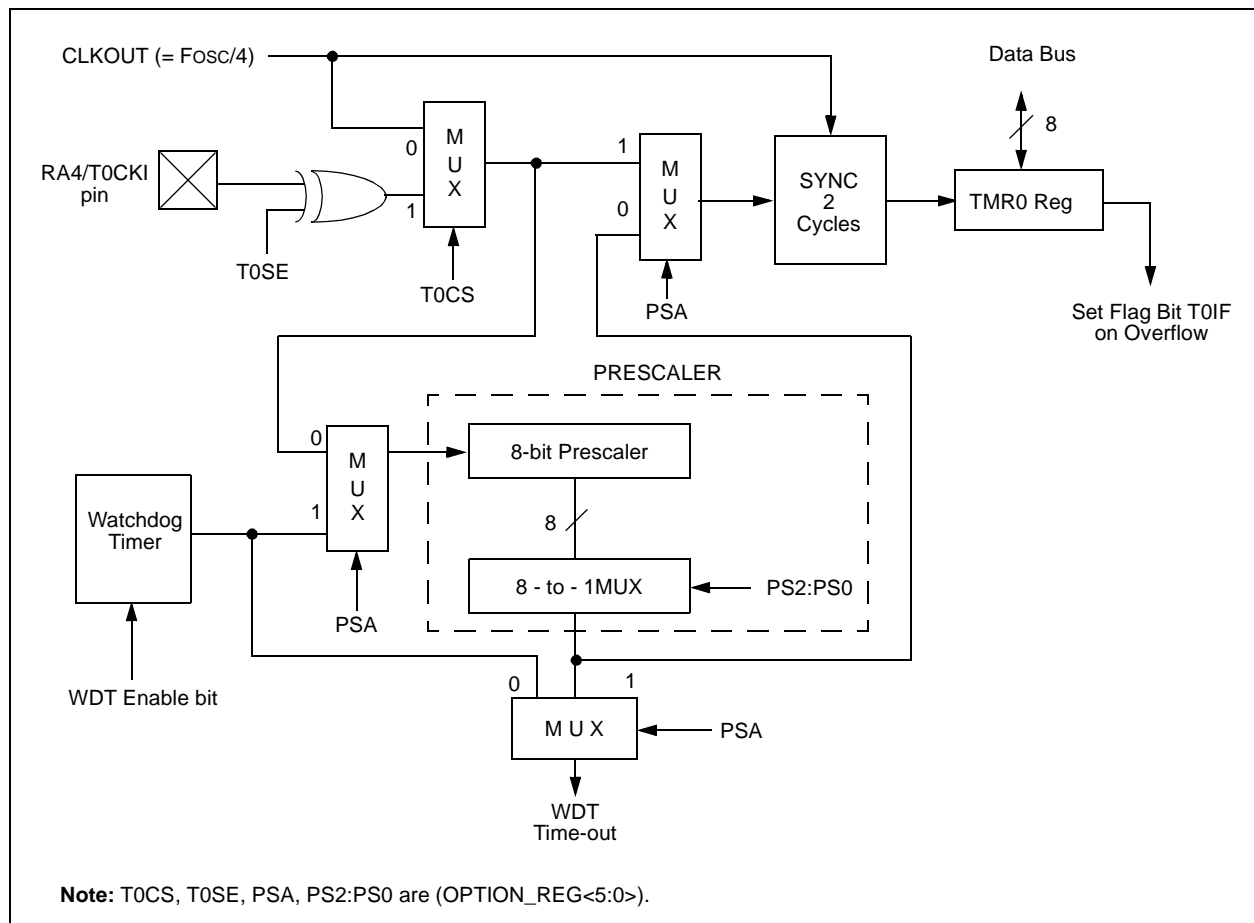 CLKOUT (= FOSC/4)
Data Bus
8
M
U
X
0
1
RA4/T0CKI
pin
T0SE
T0CS
1
0
M
U
X
PSA
SYNC
2
Cycles
TMR0 Reg
Set Flag Bit T0IF
on Overflow
PRESCALER
0
1
M
U
X
8-bit Prescaler
8
Watchdog
Timer
PSA
8 - to - 1MUX
PS2:PS0
WDT Enable bit
0
1
M U X
PSA
WDT
Time-out
Note: T0CS, T0SE, PSA, PS2:PS0 are (OPTION_REG<5:0>).